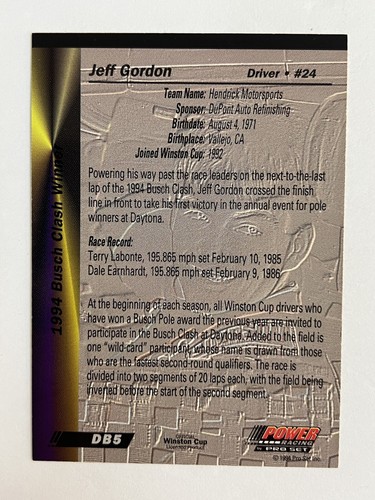 Jeff Gordon
Driver • #24
Team Name: Hendrick Motorsports
Sponsor: DuPont Auto Refinishing
Birthdate: August 4, 1971
Birthplace: Vallejo, CA
Joined Winston Cup: 1992
Powering his way past the race leaders on the next-to-the-last
lap of the 1994 Busch Clash, Jeff Gordon crossed the finish
line in front to take his first victory in the annual event for pole
winners at Daytona.
Race Record:
Terry Labonte, 195.865 mph set February 10, 1985
Dale Earnhardt, 195.865 mph set February 9, 1986
At the beginning of each season, all Winston Cup drivers who
have won a Busch Pole award the previous year are invited to
participate in the Busch Clash at Daytona. Added to the field is
one "wild-card" participant, whose name is drawn from those
who are the fastest second-round qualifiers. The race is
divided into two segments of 20 laps each, with the field being
inverted before the start of the second segment.
1994 Busch Clash Winner
DB5
Winston Cup
POWER
RACING
BY PRO SET
© 1994 Pro Set Inc.